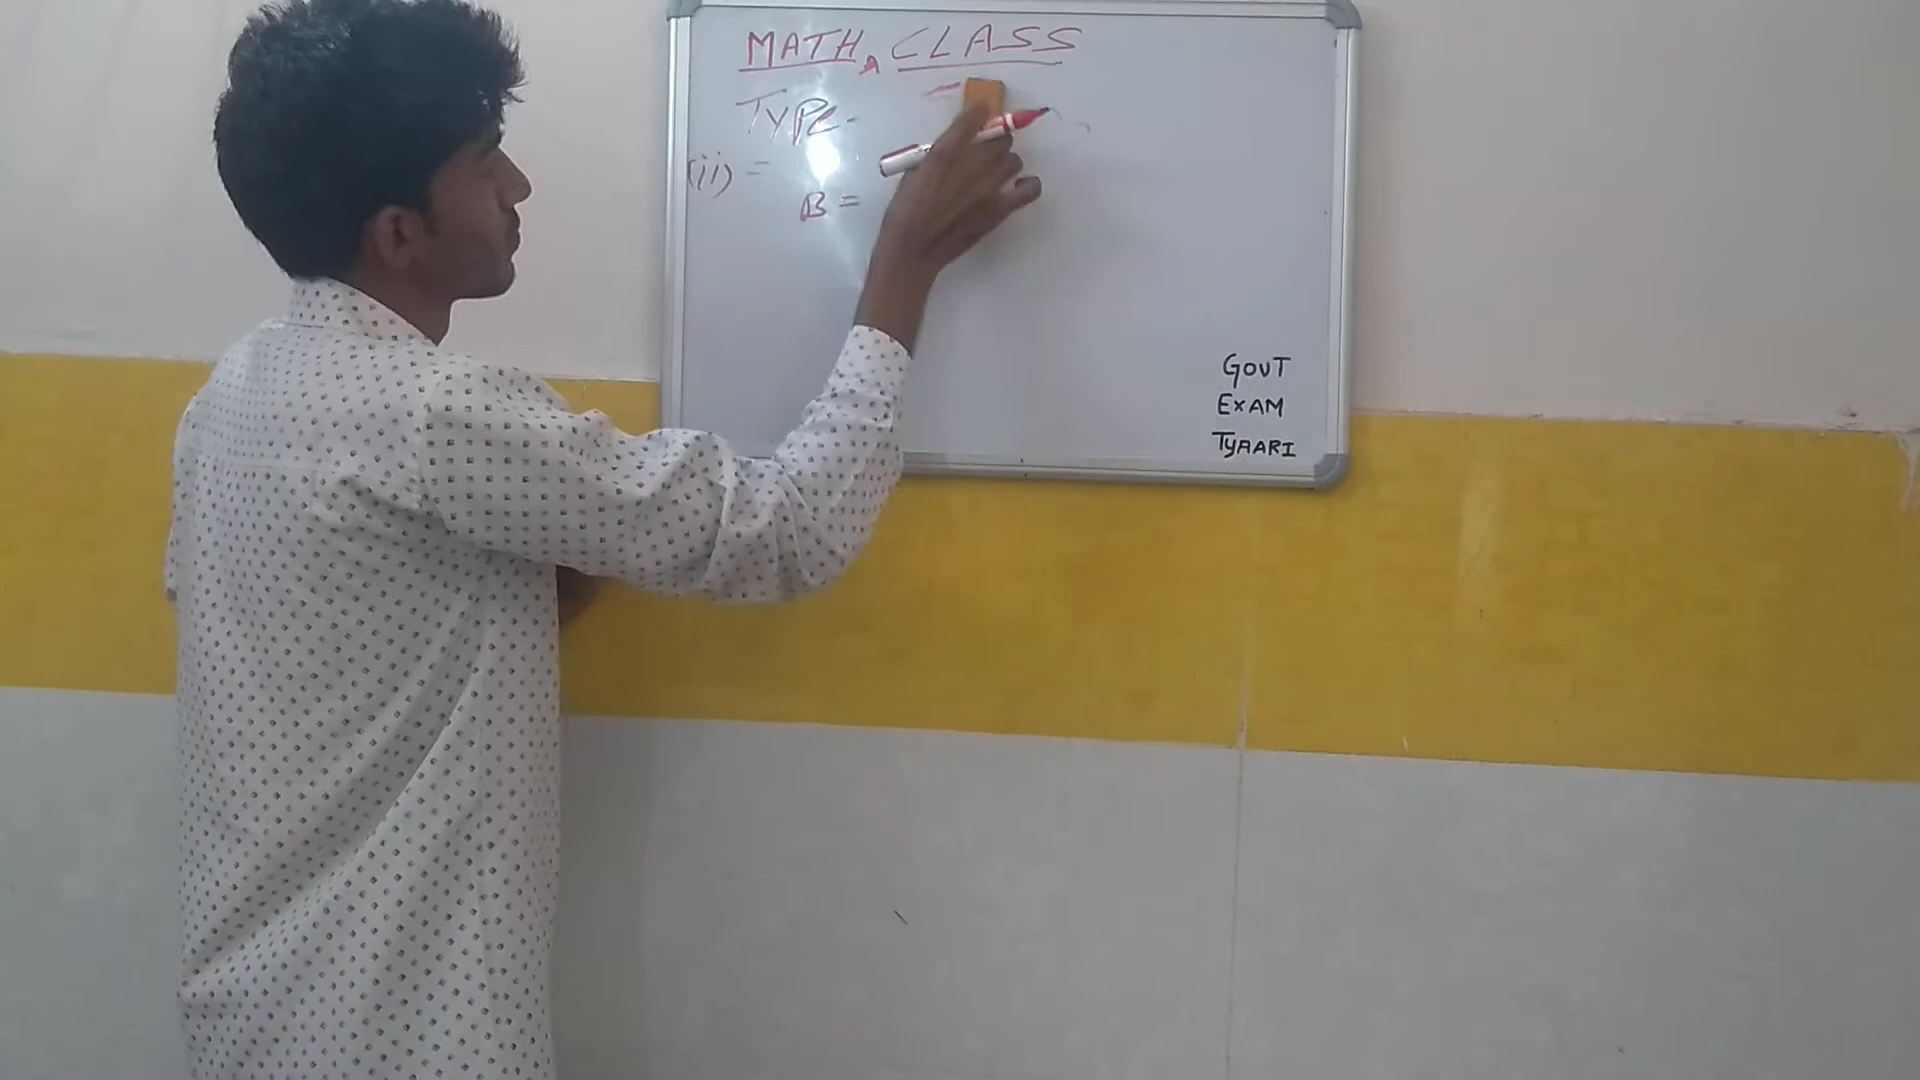 MATH CLASS
TYPE-
(ii) =
B =
GOVT
EXAM
TYAARI